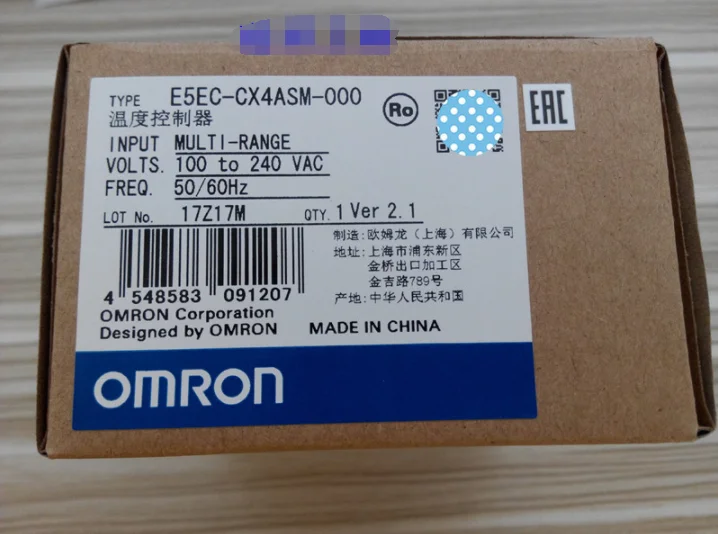 TYPE E5EC-CX4ASM-000
温度控制器
Ro
EAC
INPUT MULTI-RANGE
VOLTS. 100 to 240 VAC
FREQ. 50/60Hz
LOT No. 17Z17M QTY. 1 Ver 2.1
制造:欧姆龙(上海)有限公司
地址:上海市浦东新区
金桥出口加工区
金吉路789号
产地:中华人民共和国
4 548583 091207
OMRON Corporation
Designed by OMRON MADE IN CHINA
OMRON